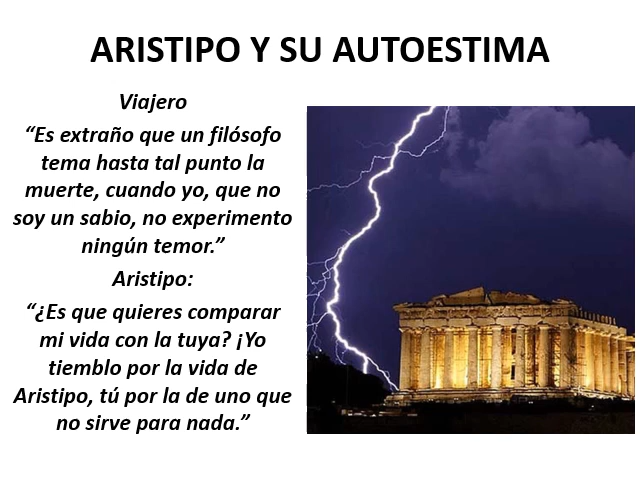 ARISTIPO Y SU AUTOESTIMA
Viajero
“Es extraño que un filósofo
tema hasta tal punto la
muerte, cuando yo, que no
soy un sabio, no experimento
ningún temor.”
Aristipo:
“¿Es que quieres comparar
mi vida con la tuya? ¡Yo
tiemblo por la vida de
Aristipo, tú por la de uno que
no sirve para nada.”